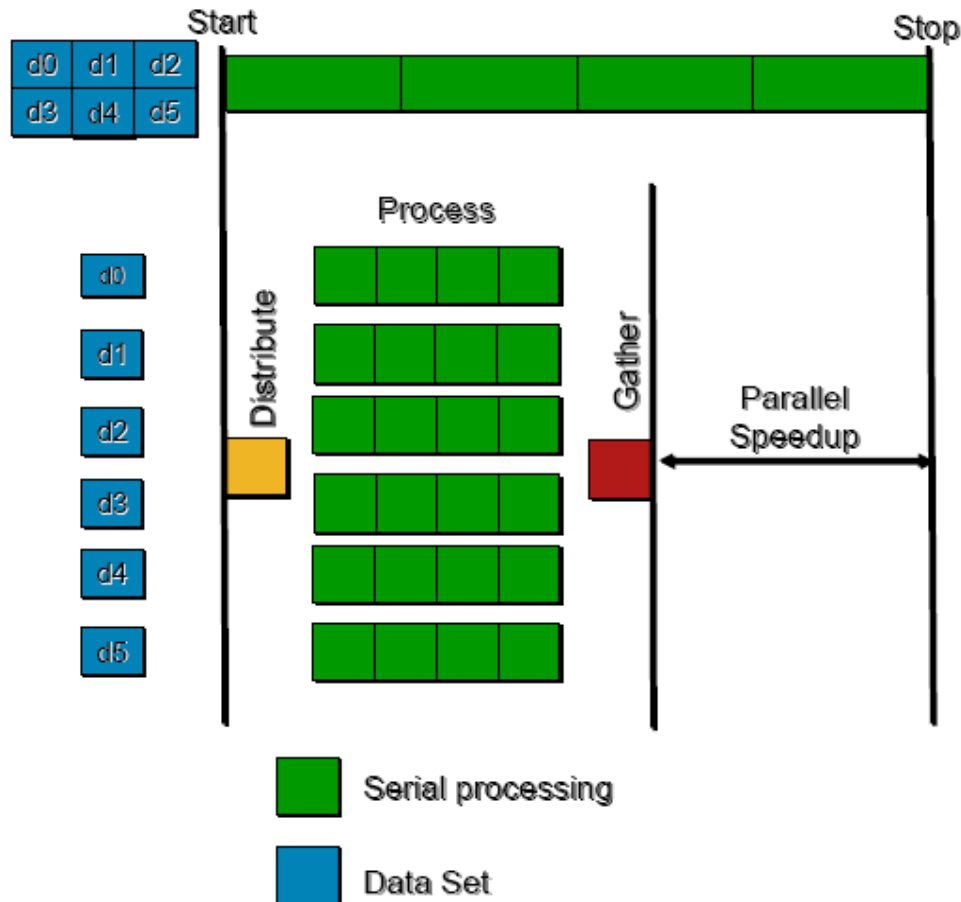 Start
Stop
d0 d1 d2
d3 d4 d5
Process
d0
d1
d2
d3
d4
d5
Distribute
Gather
Parallel
Speedup
Serial processing
Data Set